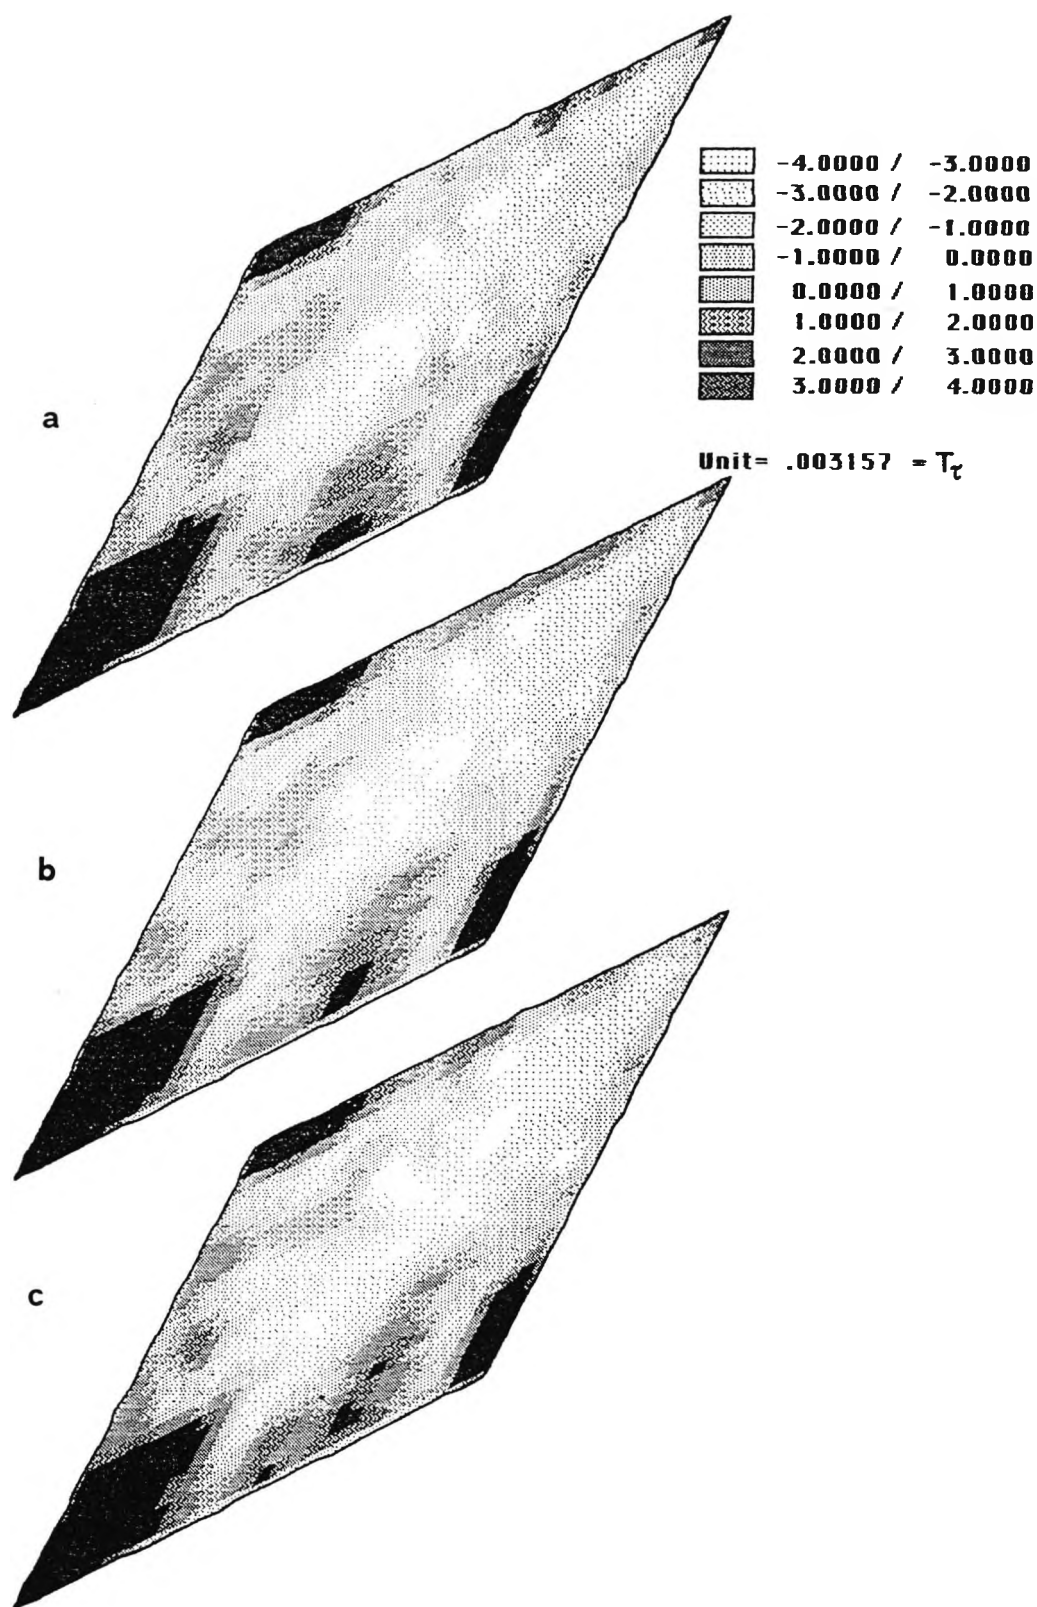 -4.0000 / -3.0000
-3.0000 / -2.0000
-2.0000 / -1.0000
-1.0000 / 0.0000
0.0000 / 1.0000
1.0000 / 2.0000
2.0000 / 3.0000
3.0000 / 4.0000
a
Unit= .003157 = Tτ
b
c